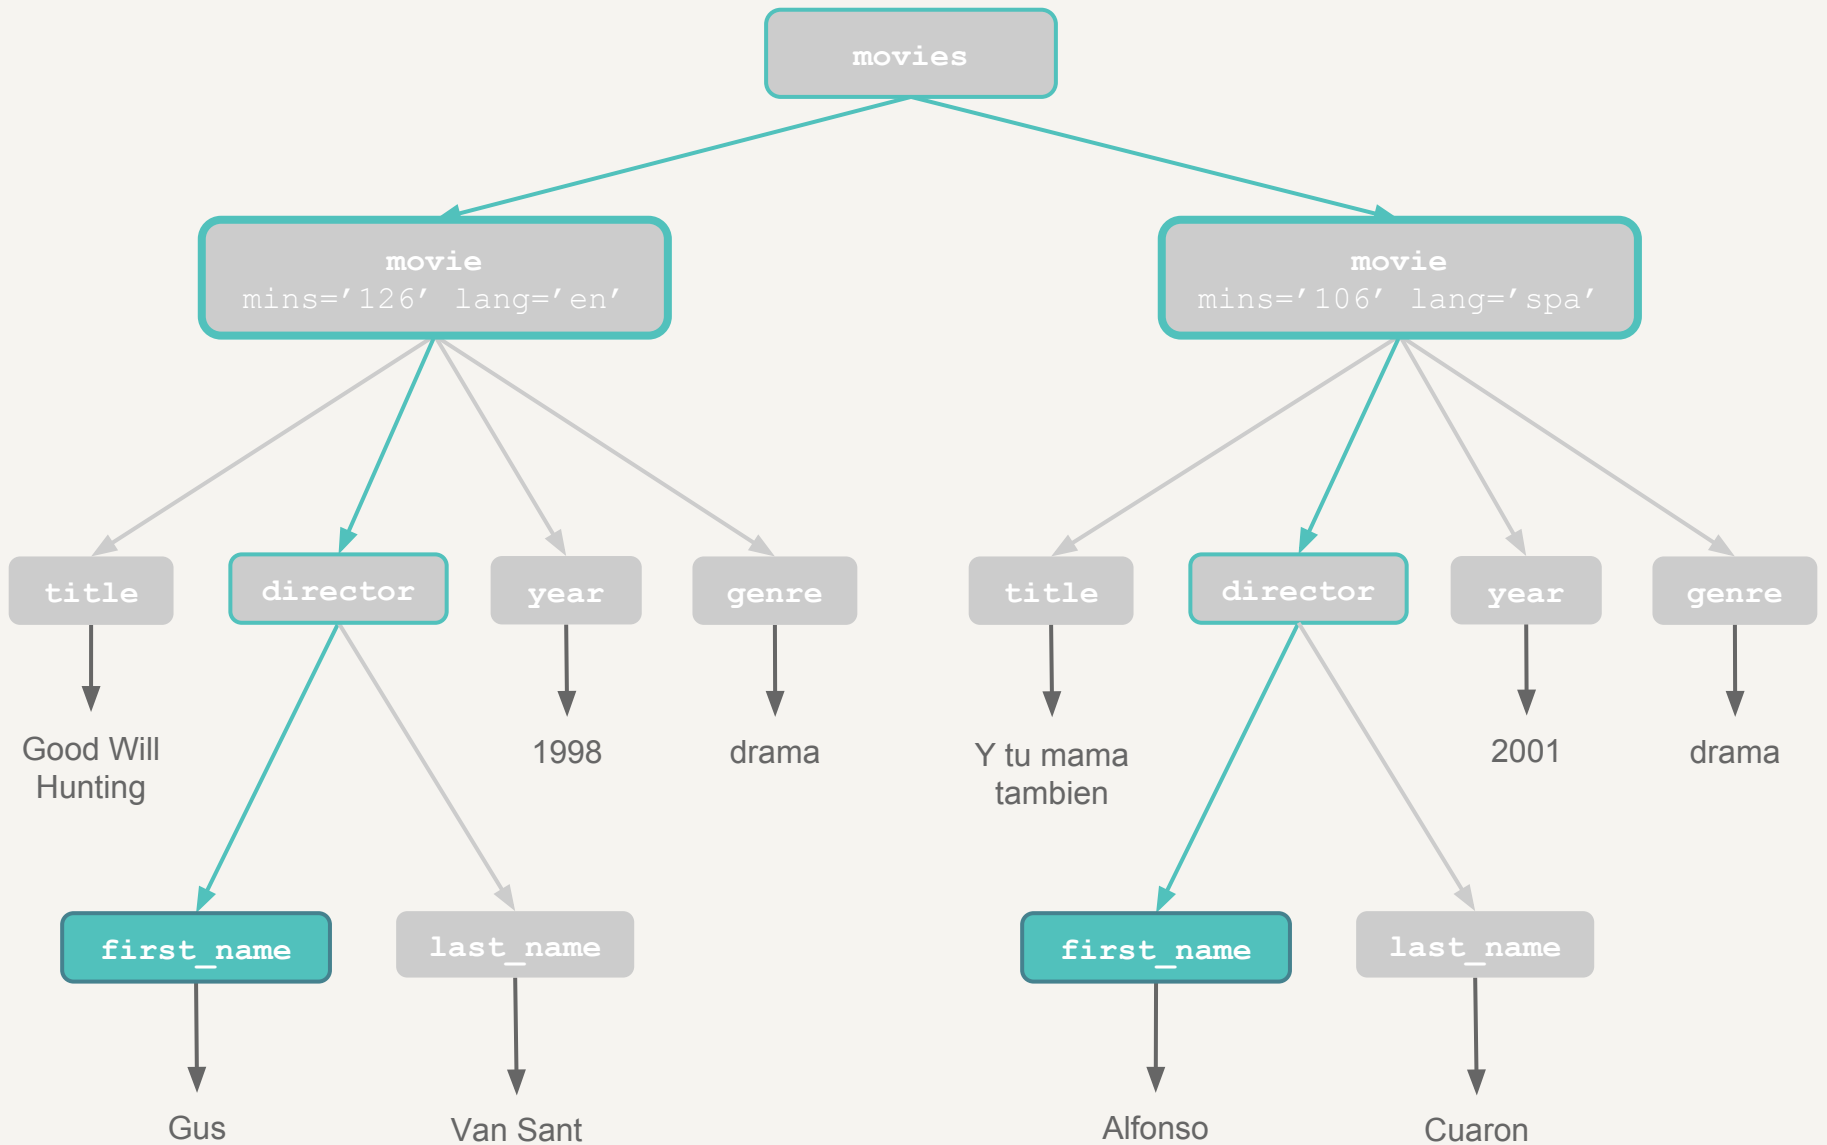 movies
movie
mins=’126’ lang=’en’
movie
mins=’106’ lang=’spa’
title
director
year
genre
title
director
year
genre
Good Will
Hunting
1998
drama
Y tu mama
tambien
2001
drama
first_name
last_name
first_name
last_name
Gus
Van Sant
Alfonso
Cuaron